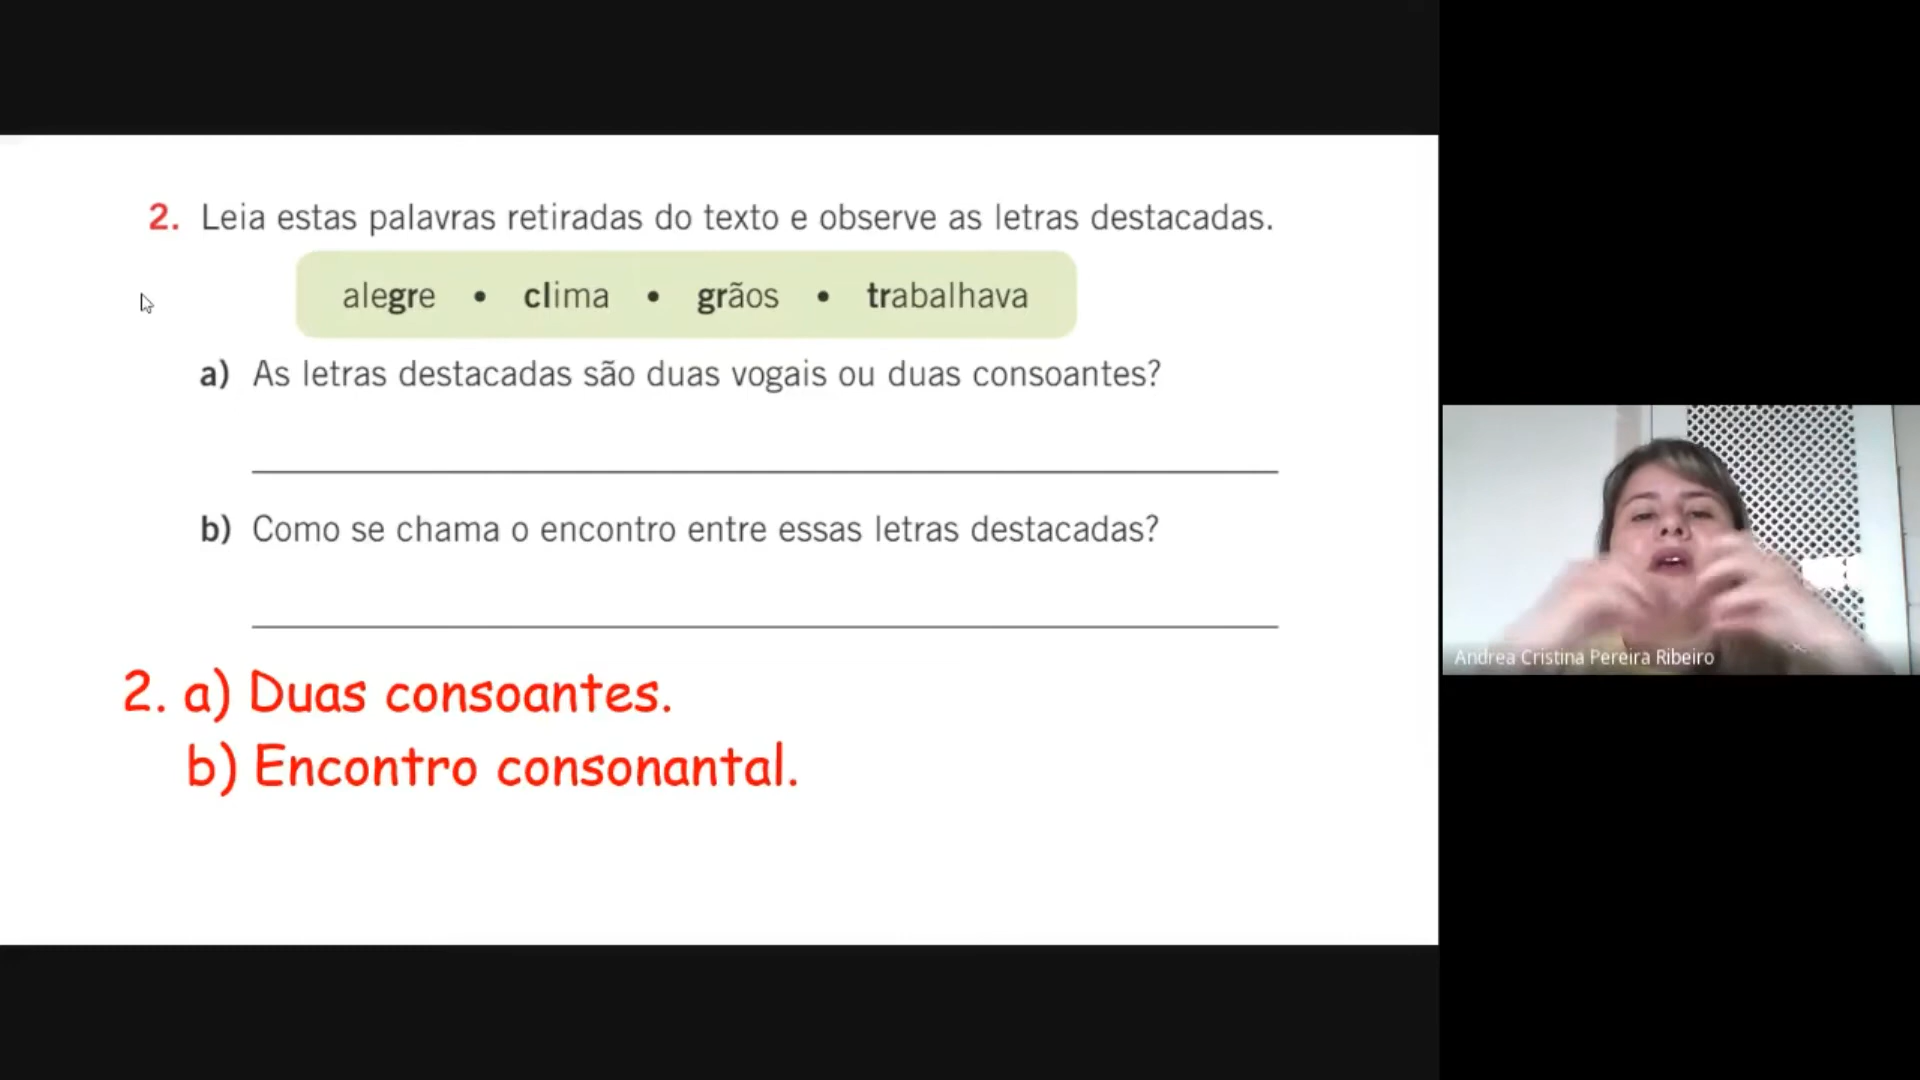 2. Leia estas palavras retiradas do texto e observe as letras destacadas.
alegre • clima • grãos • trabalhava
a) As letras destacadas são duas vogais ou duas consoantes?
b) Como se chama o encontro entre essas letras destacadas?
2. a) Duas consoantes.
b) Encontro consonantal.
Andrea Cristina Pereira Ribeiro